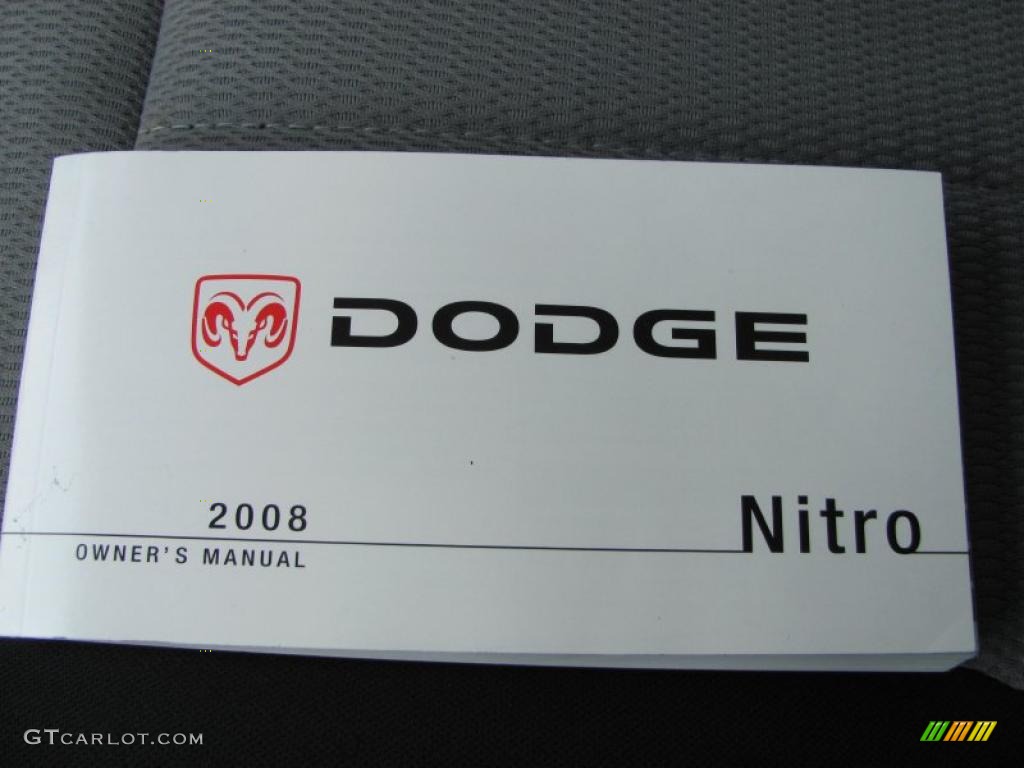 DODGE
2008
Nitro
OWNER'S MANUAL
GTCARLOT.COM